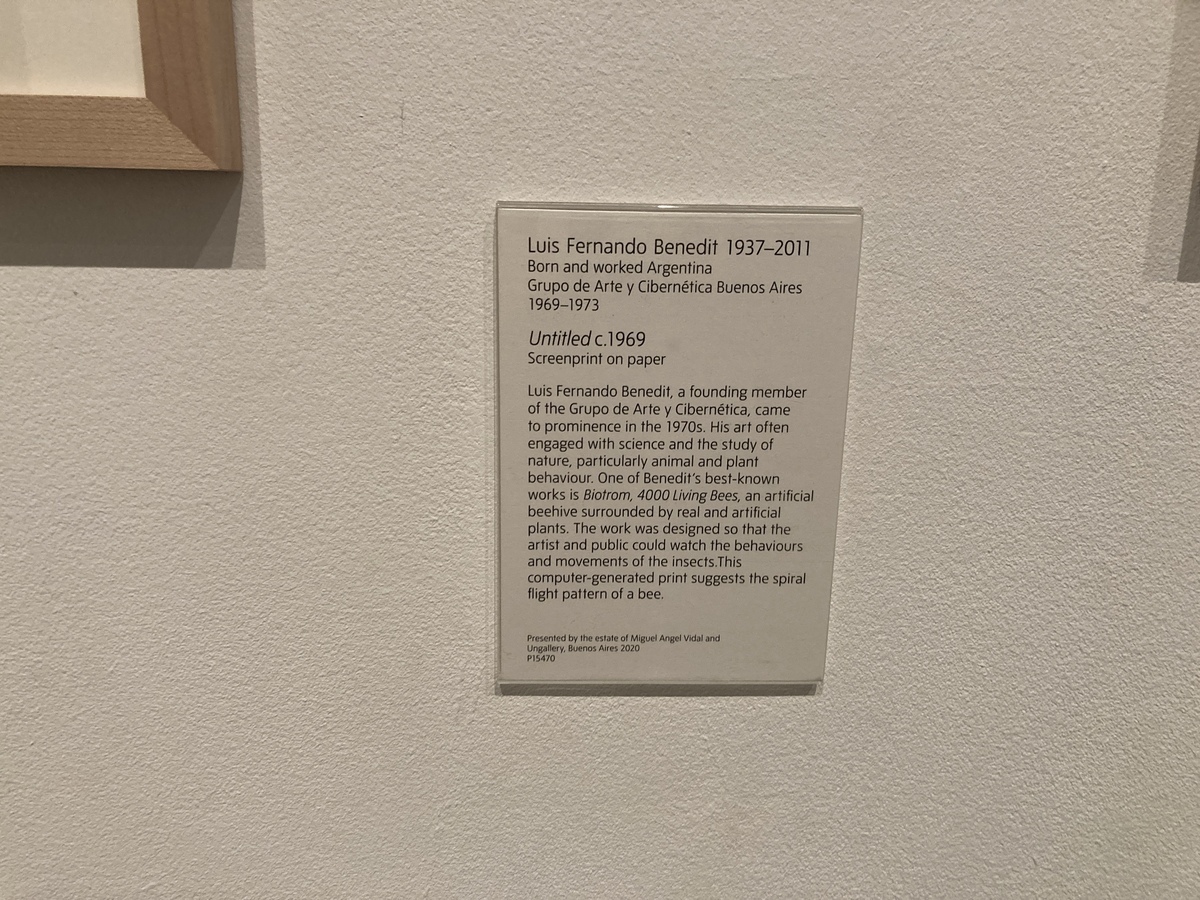 Luis Fernando Benedit 1937–2011
Born and worked Argentina
Grupo de Arte y Cibernética Buenos Aires
1969–1973
Untitled c.1969
Screenprint on paper
Luis Fernando Benedit, a founding member
of the Grupo de Arte y Cibernética, came
to prominence in the 1970s. His art often
engaged with science and the study of
nature, particularly animal and plant
behaviour. One of Benedit's best-known
works is Biotrom, 4000 Living Bees, an artificial
beehive surrounded by real and artificial
plants. The work was designed so that the
artist and public could watch the behaviours
and movements of the insects.This
computer-generated print suggests the spiral
flight pattern of a bee.
Presented by the estate of Miguel Angel Vidal and
Ungallery, Buenos Aires 2020
P15470